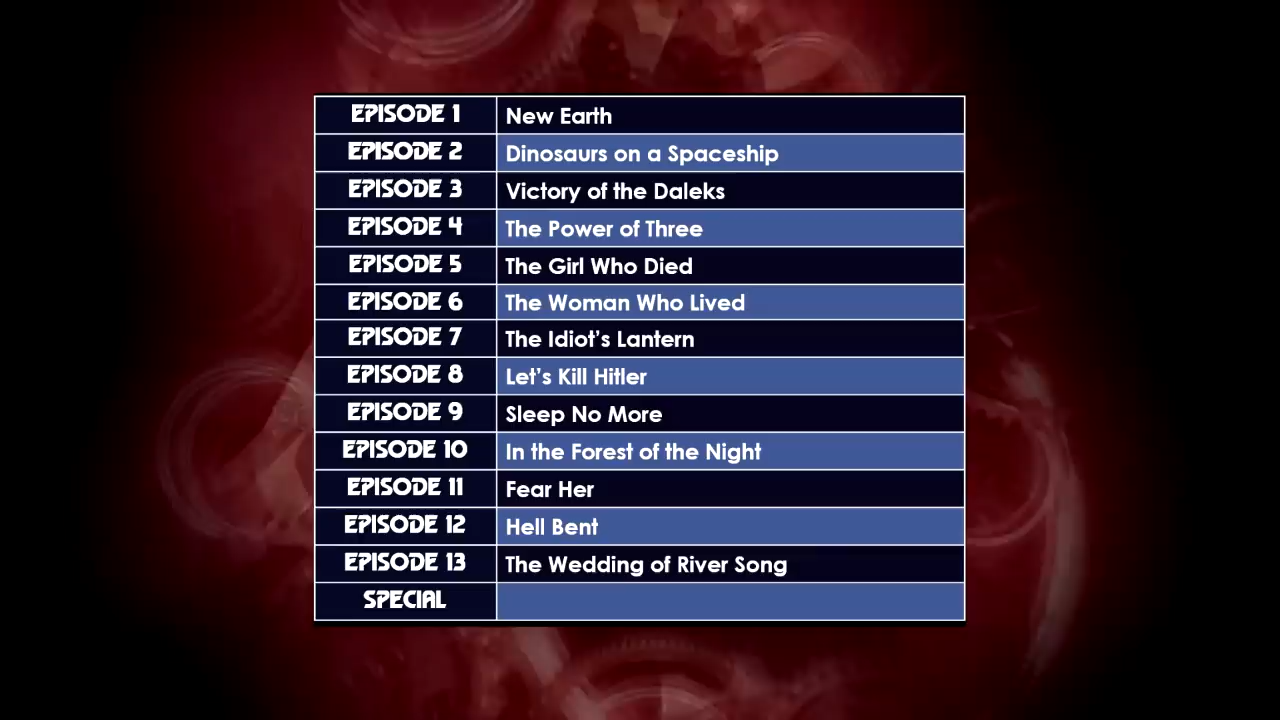 EPISODE 1 New Earth
EPISODE 2 Dinosaurs on a Spaceship
EPISODE 3 Victory of the Daleks
EPISODE 4 The Power of Three
EPISODE 5 The Girl Who Died
EPISODE 6 The Woman Who Lived
EPISODE 7 The Idiot's Lantern
EPISODE 8 Let's Kill Hitler
EPISODE 9 Sleep No More
EPISODE 10 In the Forest of the Night
EPISODE 11 Fear Her
EPISODE 12 Hell Bent
EPISODE 13 The Wedding of River Song
SPECIAL